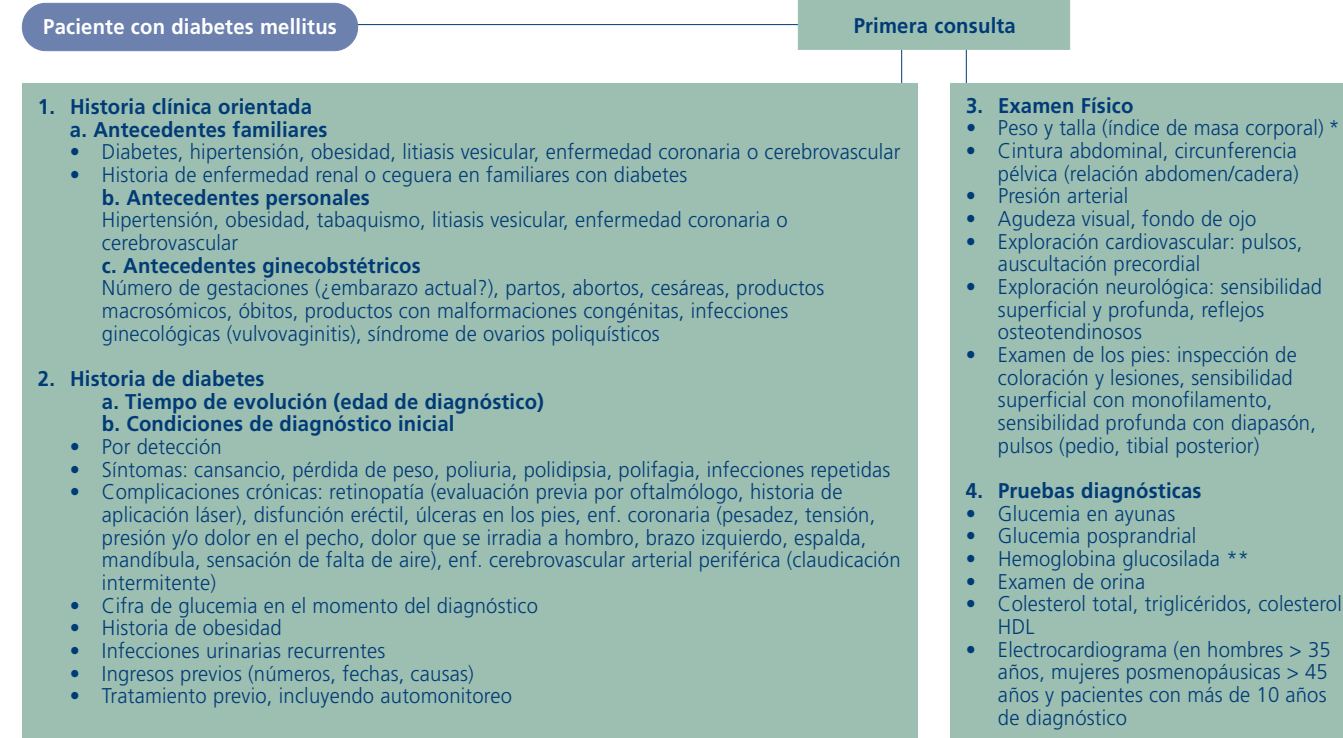 Paciente con diabetes mellitus
Primera consulta
1. Historia clínica orientada
a. Antecedentes familiares
• Diabetes, hipertensión, obesidad, litiasis vesicular, enfermedad coronaria o cerebrovascular
• Historia de enfermedad renal o ceguera en familiares con diabetes
b. Antecedentes personales
Hipertensión, obesidad, tabaquismo, litiasis vesicular, enfermedad coronaria o
cerebrovascular
c. Antecedentes ginecobstétricos
Número de gestaciones (¿embarazo actual?), partos, abortos, cesáreas, productos
macrosómicos, óbitos, productos con malformaciones congénitas, infecciones
ginecológicas (vulvovaginitis), síndrome de ovarios poliquísticos
2. Historia de diabetes
a. Tiempo de evolución (edad de diagnóstico)
b. Condiciones de diagnóstico inicial
• Por detección
• Síntomas: cansancio, pérdida de peso, poliuria, polidipsia, polifagia, infecciones repetidas
• Complicaciones crónicas: retinopatía (evaluación previa por oftalmólogo, historia de
aplicación láser), disfunción eréctil, úlceras en los pies, enf. coronaria (pesadez, tensión,
presión y/o dolor en el pecho, dolor que se irradia a hombro, brazo izquierdo, espalda,
mandíbula, sensación de falta de aire), enf. cerebrovascular arterial periférica (claudicación
intermitente)
• Cifra de glucemia en el momento del diagnóstico
• Historia de obesidad
• Infecciones urinarias recurrentes
• Ingresos previos (números, fechas, causas)
• Tratamiento previo, incluyendo automonitoreo
3. Examen Físico
• Peso y talla (índice de masa corporal) *
• Cintura abdominal, circunferencia
pélvica (relación abdomen/cadera)
• Presión arterial
• Agudeza visual, fondo de ojo
• Exploración cardiovascular: pulsos,
auscultación precordial
• Exploración neurológica: sensibilidad
superficial y profunda, reflejos
osteotendinosos
• Examen de los pies: inspección de
coloración y lesiones, sensibilidad
superficial con monofilamento,
sensibilidad profunda con diapasón,
pulsos (pedio, tibial posterior)
4. Pruebas diagnósticas
• Glucemia en ayunas
• Glucemia posprandrial
• Hemoglobina glucosilada **
• Examen de orina
• Colesterol total, triglicéridos, colesterol
HDL
• Electrocardiograma (en hombres > 35
años, mujeres posmenopáusicas > 45
años y pacientes con más de 10 años
de diagnóstico